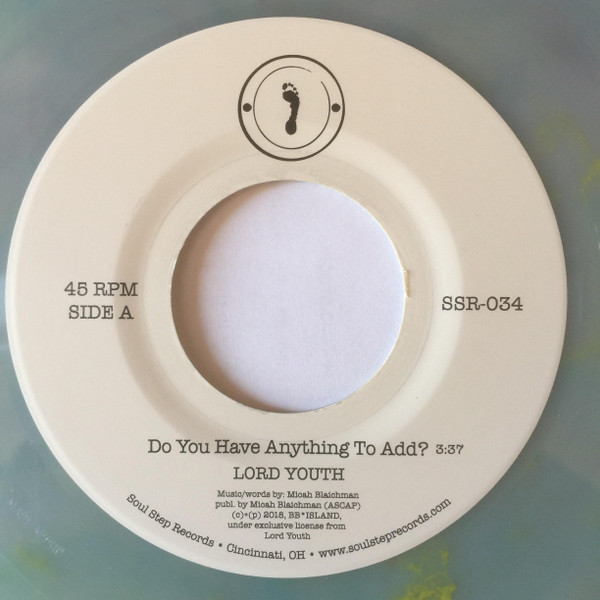 45 RPM
SIDE A
SSR-034
Do You Have Anything To Add? 3:37
LORD YOUTH
Music/words by: Micah Blaichman
publ. by Micah Blaichman (ASCAP)
(c)+(p) 2018, BB*ISLAND,
under exclusive license from
Lord Youth
Soul Step Records • Cincinnati, OH • www.soulsteprecords.com